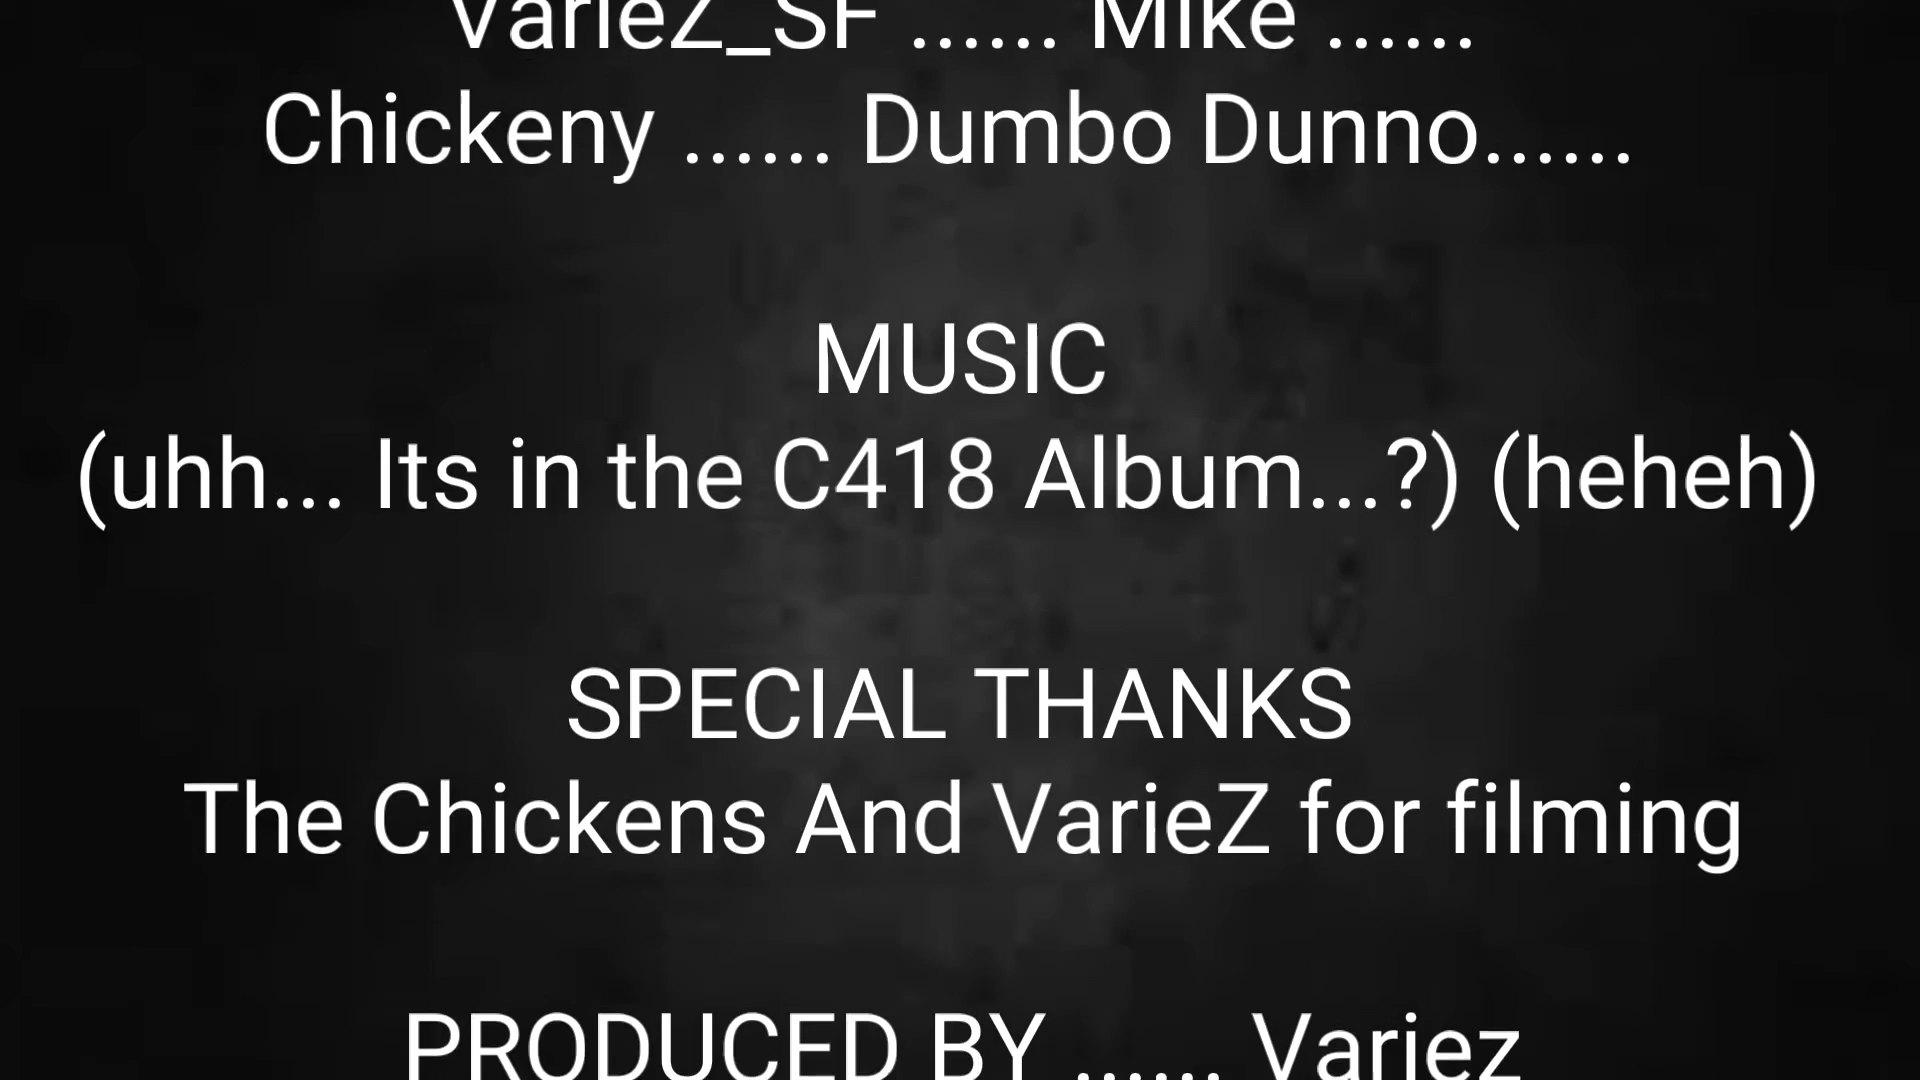 VarieZ_SF ...... Mike ......
Chickeny ...... Dumbo Dunno......
MUSIC
(uhh... Its in the C418 Album...?) (heheh)
SPECIAL THANKS
The Chickens And VarieZ for filming
PRODUCED BY ...... Variez